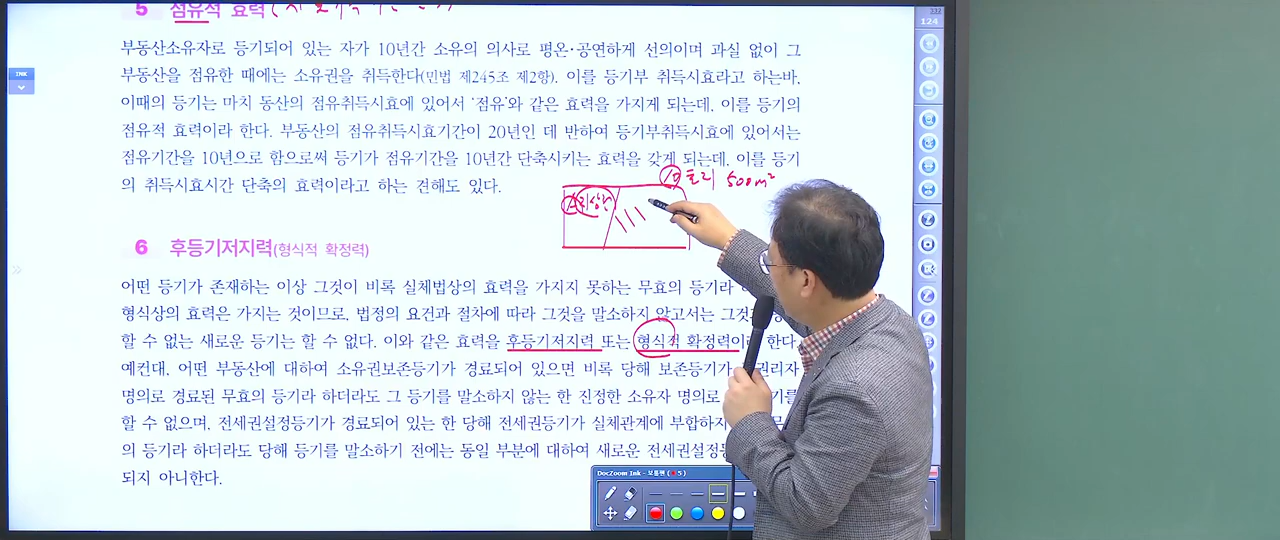 5 점유적 효력
232
124
INK
부동산소유자로 등기되어 있는 자가 10년간 소유의 의사로 평온·공연하게 선의이며 과실 없이 그
부동산을 점유한 때에는 소유권을 취득한다(민법 제245조 제2항). 이를 등기부 취득시효라고 하는바,
이때의 등기는 마치 동산의 점유취득시효에 있어서 '점유'와 같은 효력을 가지게 되는데, 이를 등기의
점유적 효력이라 한다. 부동산의 점유취득시효기간이 20년인 데 반하여 등기부취득시효에 있어서는
점유기간을 10년으로 함으로써 등기가 점유기간을 10년간 단축시키는 효력을 갖게 되는데, 이를 등기
의 취득시효시간 단축의 효력이라고 하는 견해도 있다.
500m²
6 후등기저지력(형식적 확정력)
어떤 등기가 존재하는 이상 그것이 비록 실체법상의 효력을 가지지 못하는 무효의 등기라
형식상의 효력은 가지는 것이므로, 법정의 요건과 절차에 따라 그것을 말소하지 않고서는 그것
할 수 없는 새로운 등기는 할 수 없다. 이와 같은 효력을 후등기저지력 또는 형식적 확정력이 한다.
예컨대, 어떤 부동산에 대하여 소유권보존등기가 경료되어 있으면 비록 당해 보존등기가 권리자
명의로 경료된 무효의 등기라 하더라도 그 등기를 말소하지 않는 한 진정한 소유자 명의로 기를
할 수 없으며, 전세권설정등기가 경료되어 있는 한 당해 전세권등기가 실체관계에 부합하지
의 등기라 하더라도 당해 등기를 말소하기 전에는 동일 부분에 대하여 새로운 전세권설정
되지 아니한다.
DocZoom Ink - 보통펜 ( 5 )